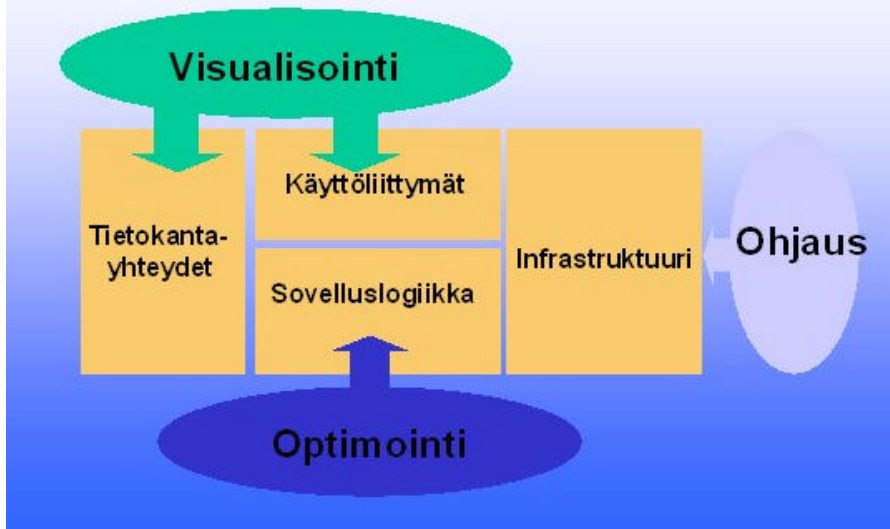 Visualisointi
Tietokanta-
yhteydet
Käyttöliittymät
Sovelluslogiikka
Infrastruktuuri
Ohjaus
Optimointi